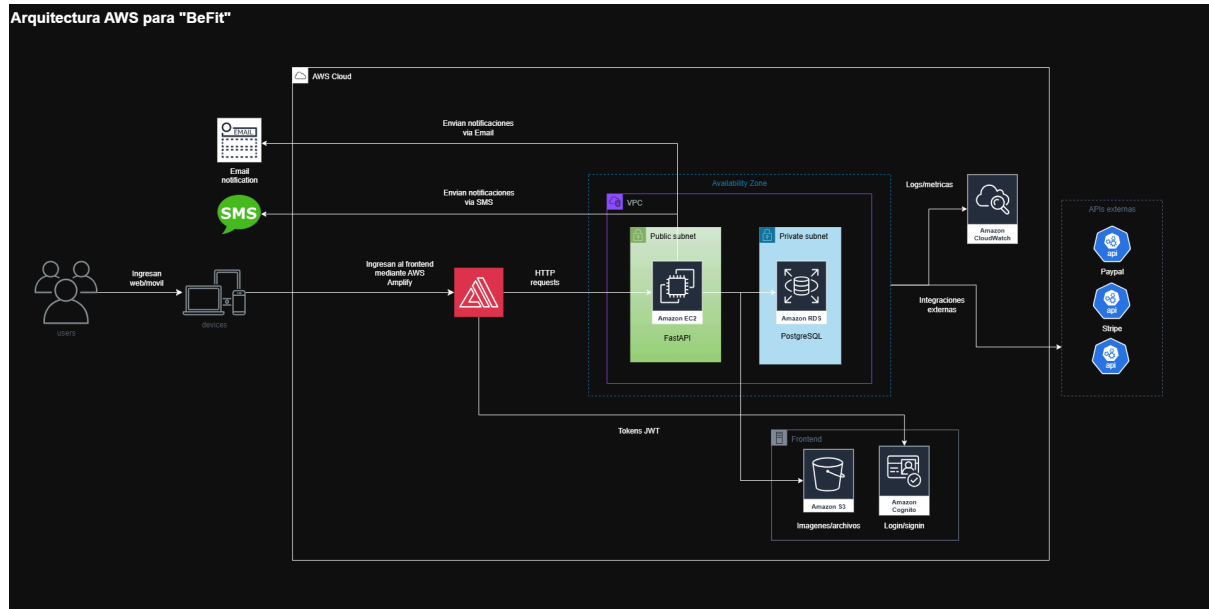 Arquitectura AWS para "BeFit"
AWS Cloud
EMAIL
Email
notification
Envian notificaciones
via Email
SMS
Envian notificaciones
via SMS
users
Ingresan
web/movil
devices
Ingresan al frontend
mediante AWS
Amplify
HTTP
requests
Availability Zone
VPC
Public subnet
Amazon EC2
FastAPI
Private subnet
Amazon RDS
PostgreSQL
Logs/metricas
Amazon
CloudWatch
Integraciones
externas
APIs externas
api
Paypal
api
Stripe
api
Tokens JWT
Frontend
Amazon S3
Imagenes/archivos
Amazon
Cognito
Login/signin